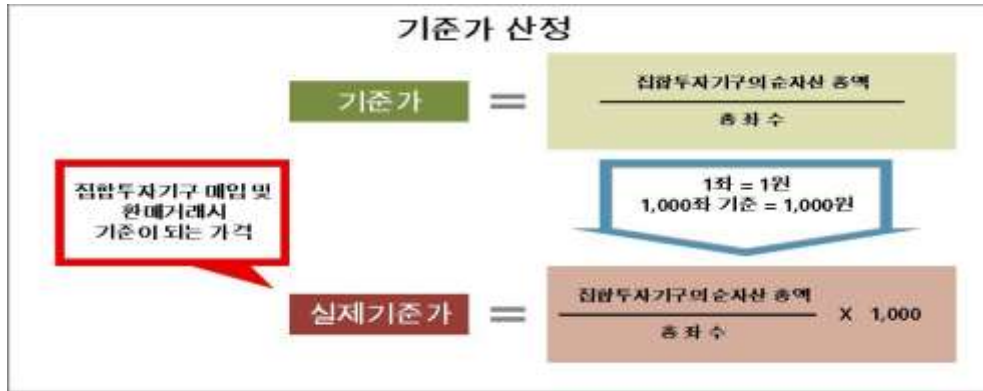 기준가 산정
기준가 =
집합투자기구의 순자산 총액
총 좌 수
집합투자기구 매입 및
환매거래시
기준이 되는 가격
1좌 = 1원
1,000좌 기준 = 1,000원
실제기준가 =
집합투자기구의 순자산 총액
총 좌 수
X 1,000